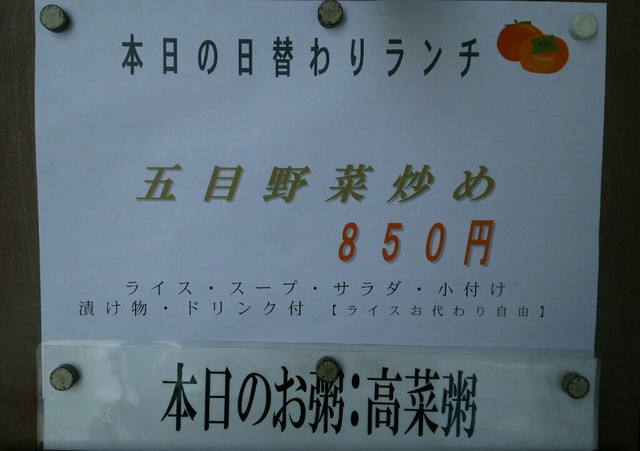 本日の日替わりランチ
五目野菜炒め
850円
ライス・スープ・サラダ・小付け
漬け物・ドリンク付 【ライスお代わり自由】
本日のお粥:高菜粥